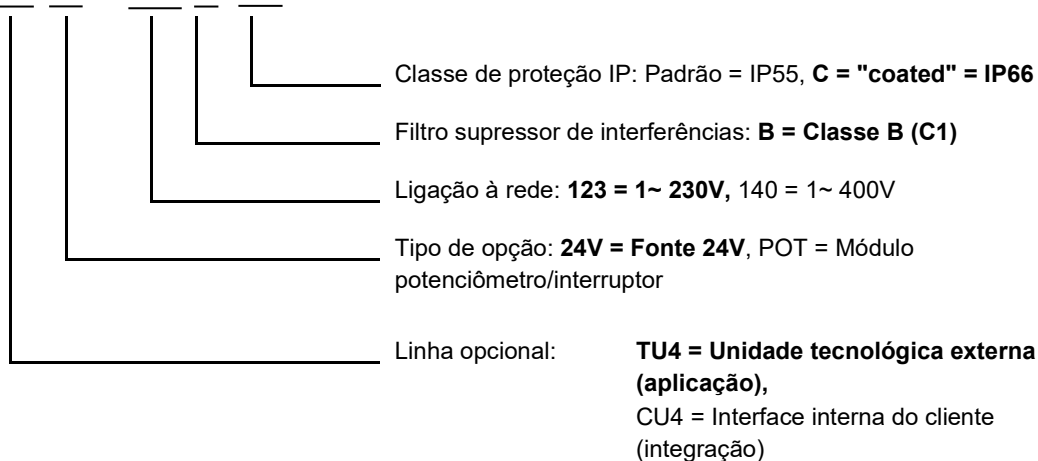 Classe de proteção IP: Padrão = IP55, C = "coated" = IP66
Filtro supressor de interferências: B = Classe B (C1)
Ligação à rede: 123 = 1~ 230V, 140 = 1~ 400V
Tipo de opção: 24V = Fonte 24V, POT = Módulo
potenciômetro/interruptor
Linha opcional: TU4 = Unidade tecnológica externa
(aplicação),
CU4 = Interface interna do cliente
(integração)